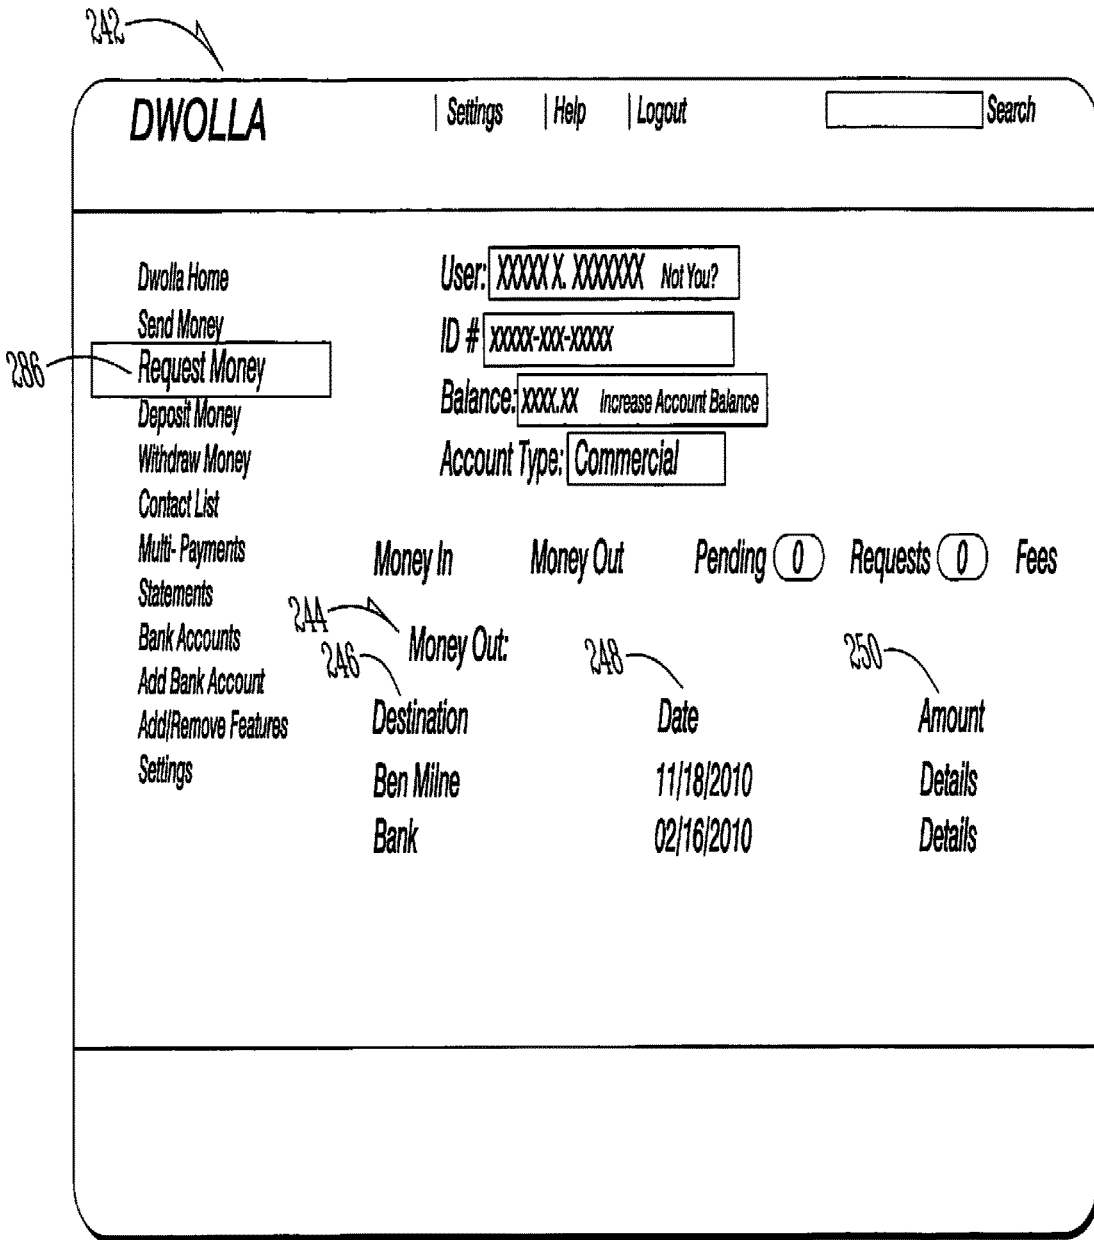 242
DWOLLA | Settings | Help | Logout Search
Dwolla Home
Send Money
286 Request Money
Deposit Money
Withdraw Money
Contact List
Multi- Payments
Statements
Bank Accounts
Add Bank Account
Add/Remove Features
Settings
User: XXXXX X. XXXXXXX Not You?
ID # xxxxx-xxx-xxxxx
Balance: xxxx.xx Increase Account Balance
Account Type: Commercial
Money In Money Out Pending 0 Requests 0 Fees
244 Money Out:
246 248 250
Destination Date Amount
Ben Milne 11/18/2010 Details
Bank 02/16/2010 Details